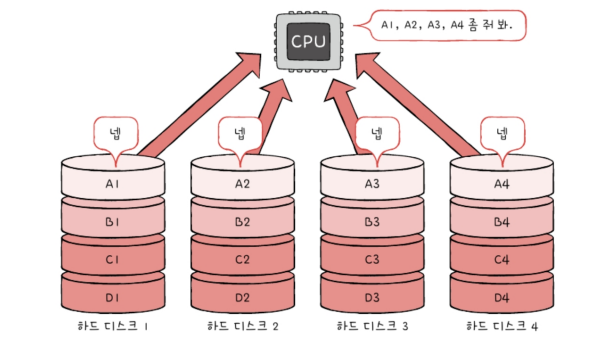 CPU
A1, A2, A3, A4 좀 줘 봐.
넵 넵 넵 넵
A1 A2 A3 A4
B1 B2 B3 B4
C1 C2 C3 C4
D1 D2 D3 D4
하드 디스크 1 하드 디스크 2 하드 디스크 3 하드 디스크 4